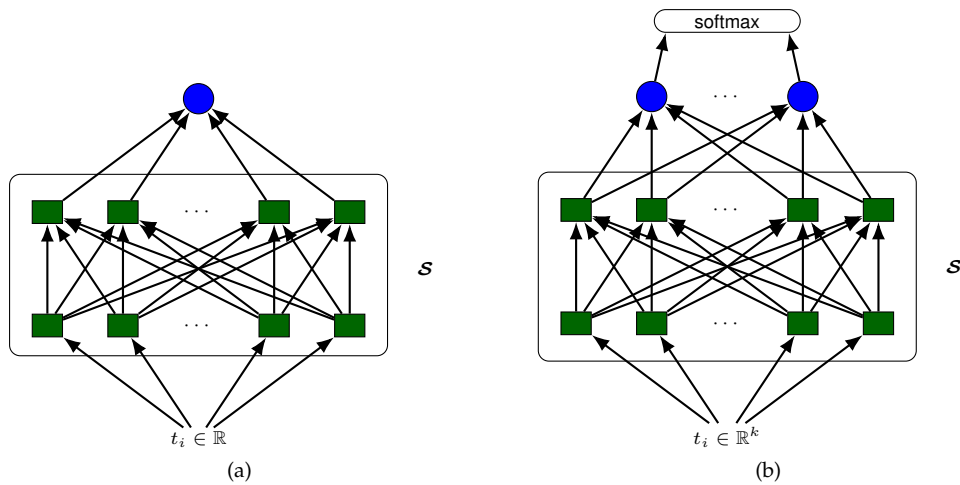 softmax
. . .
. . .
. . .
𝓢
. . .
. . .
𝓢
t_i ∈ ℝ
t_i ∈ ℝ^k
(a)
(b)